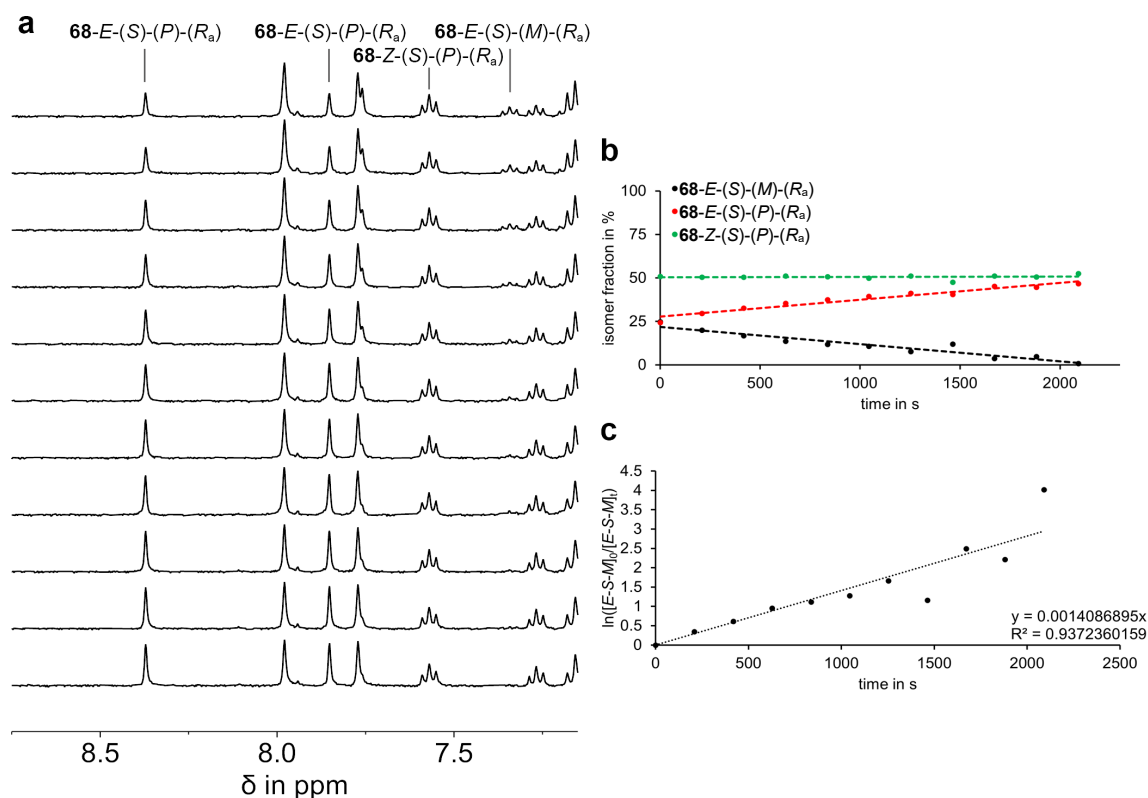 a
68-E-(S)-(P)-(Ra) 68-E-(S)-(P)-(Ra) 68-E-(S)-(M)-(Ra)
68-Z-(S)-(P)-(Ra)
8.5 8.0 7.5
δ in ppm
b
68-E-(S)-(M)-(Ra)
68-E-(S)-(P)-(Ra)
68-Z-(S)-(P)-(Ra)
isomer fraction in %
100
75
50
25
0
0 500 1000 1500 2000
time in s
c
ln([E-S-M]0/[E-S-M]t)
4.5
4
3.5
3
2.5
2
1.5
1
0.5
0
y = 0.0014086895x
R² = 0.9372360159
0 500 1000 1500 2000 2500
time in s